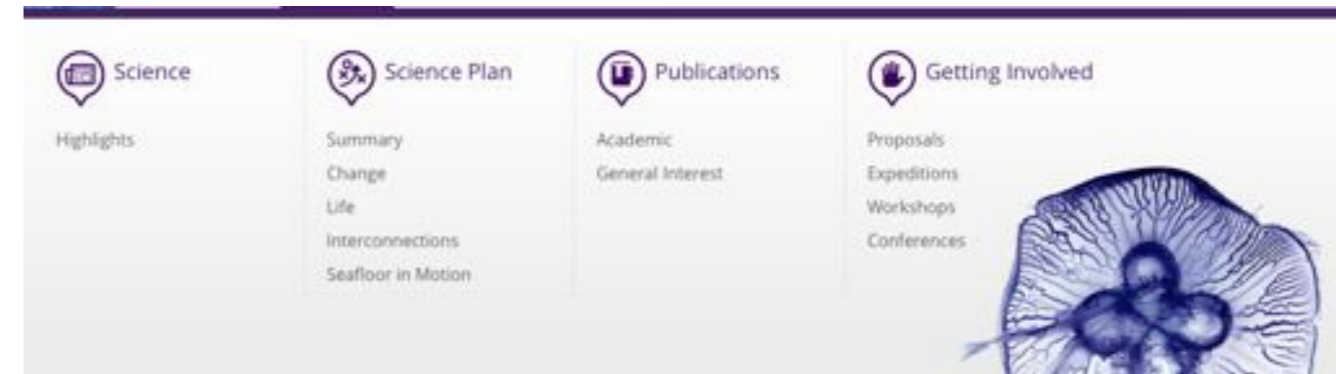 Science
Highlights
Science Plan
Summary
Change
Life
Interconnections
Seafloor in Motion
Publications
Academic
General Interest
Getting Involved
Proposals
Expeditions
Workshops
Conferences